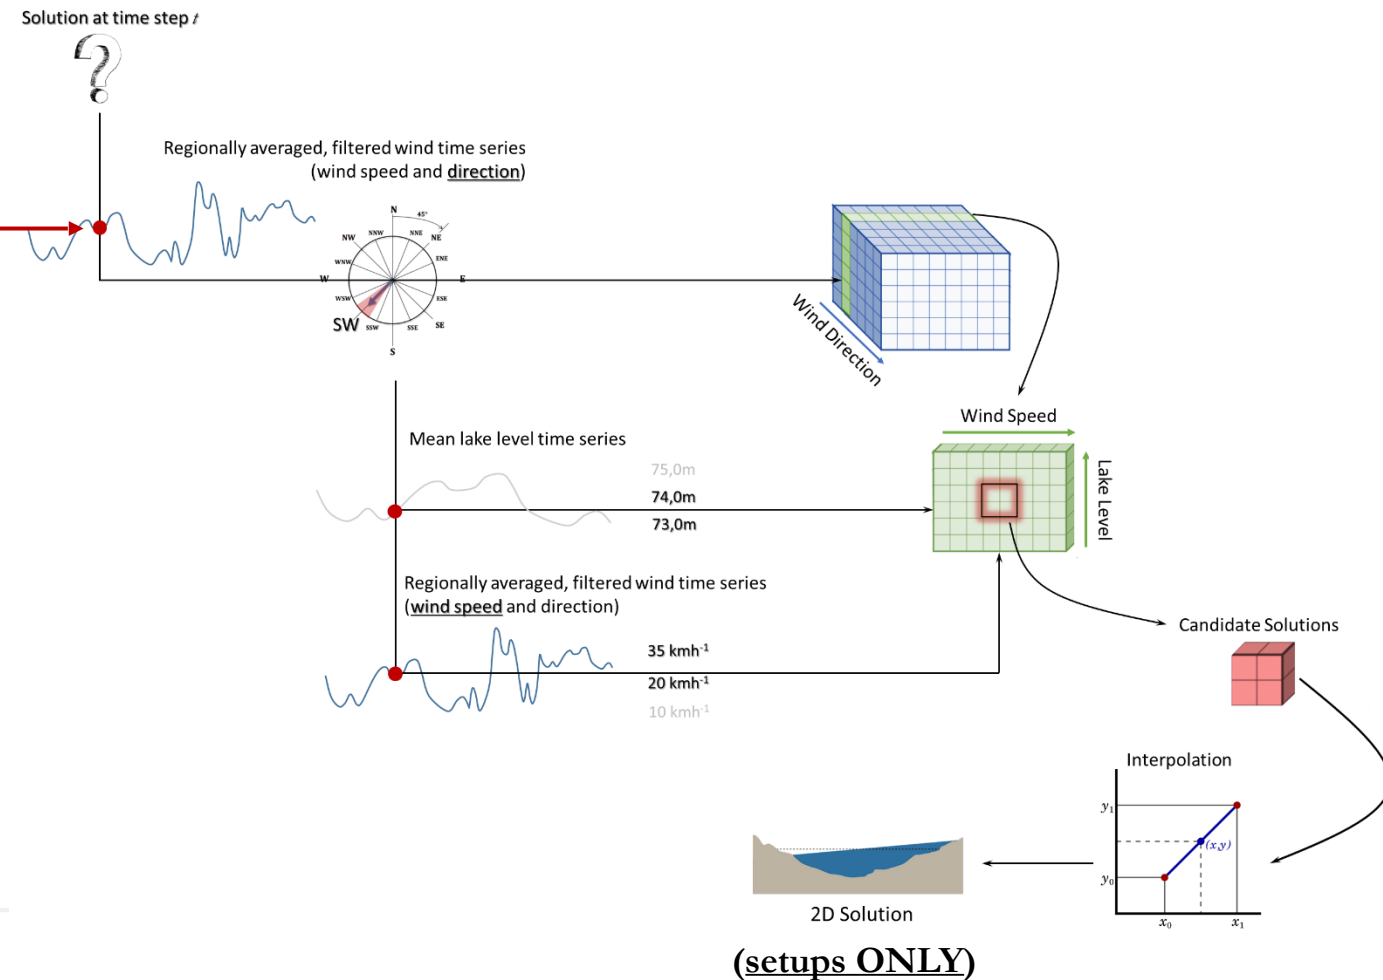 Solution at time step t
Regionally averaged, filtered wind time series
(wind speed and direction)
N
45°
NNW
NNE
NW
NE
WNW
ENE
W
E
WSW
ESE
SW
SSW
SSE
SE
S
Wind Direction
Wind Speed
Lake Level
Mean lake level time series
75,0m
74,0m
73,0m
Regionally averaged, filtered wind time series
(wind speed and direction)
35 kmh-1
20 kmh-1
10 kmh-1
Candidate Solutions
Interpolation
y1
(x,y)
y0
x0
x1
2D Solution
(setups ONLY)